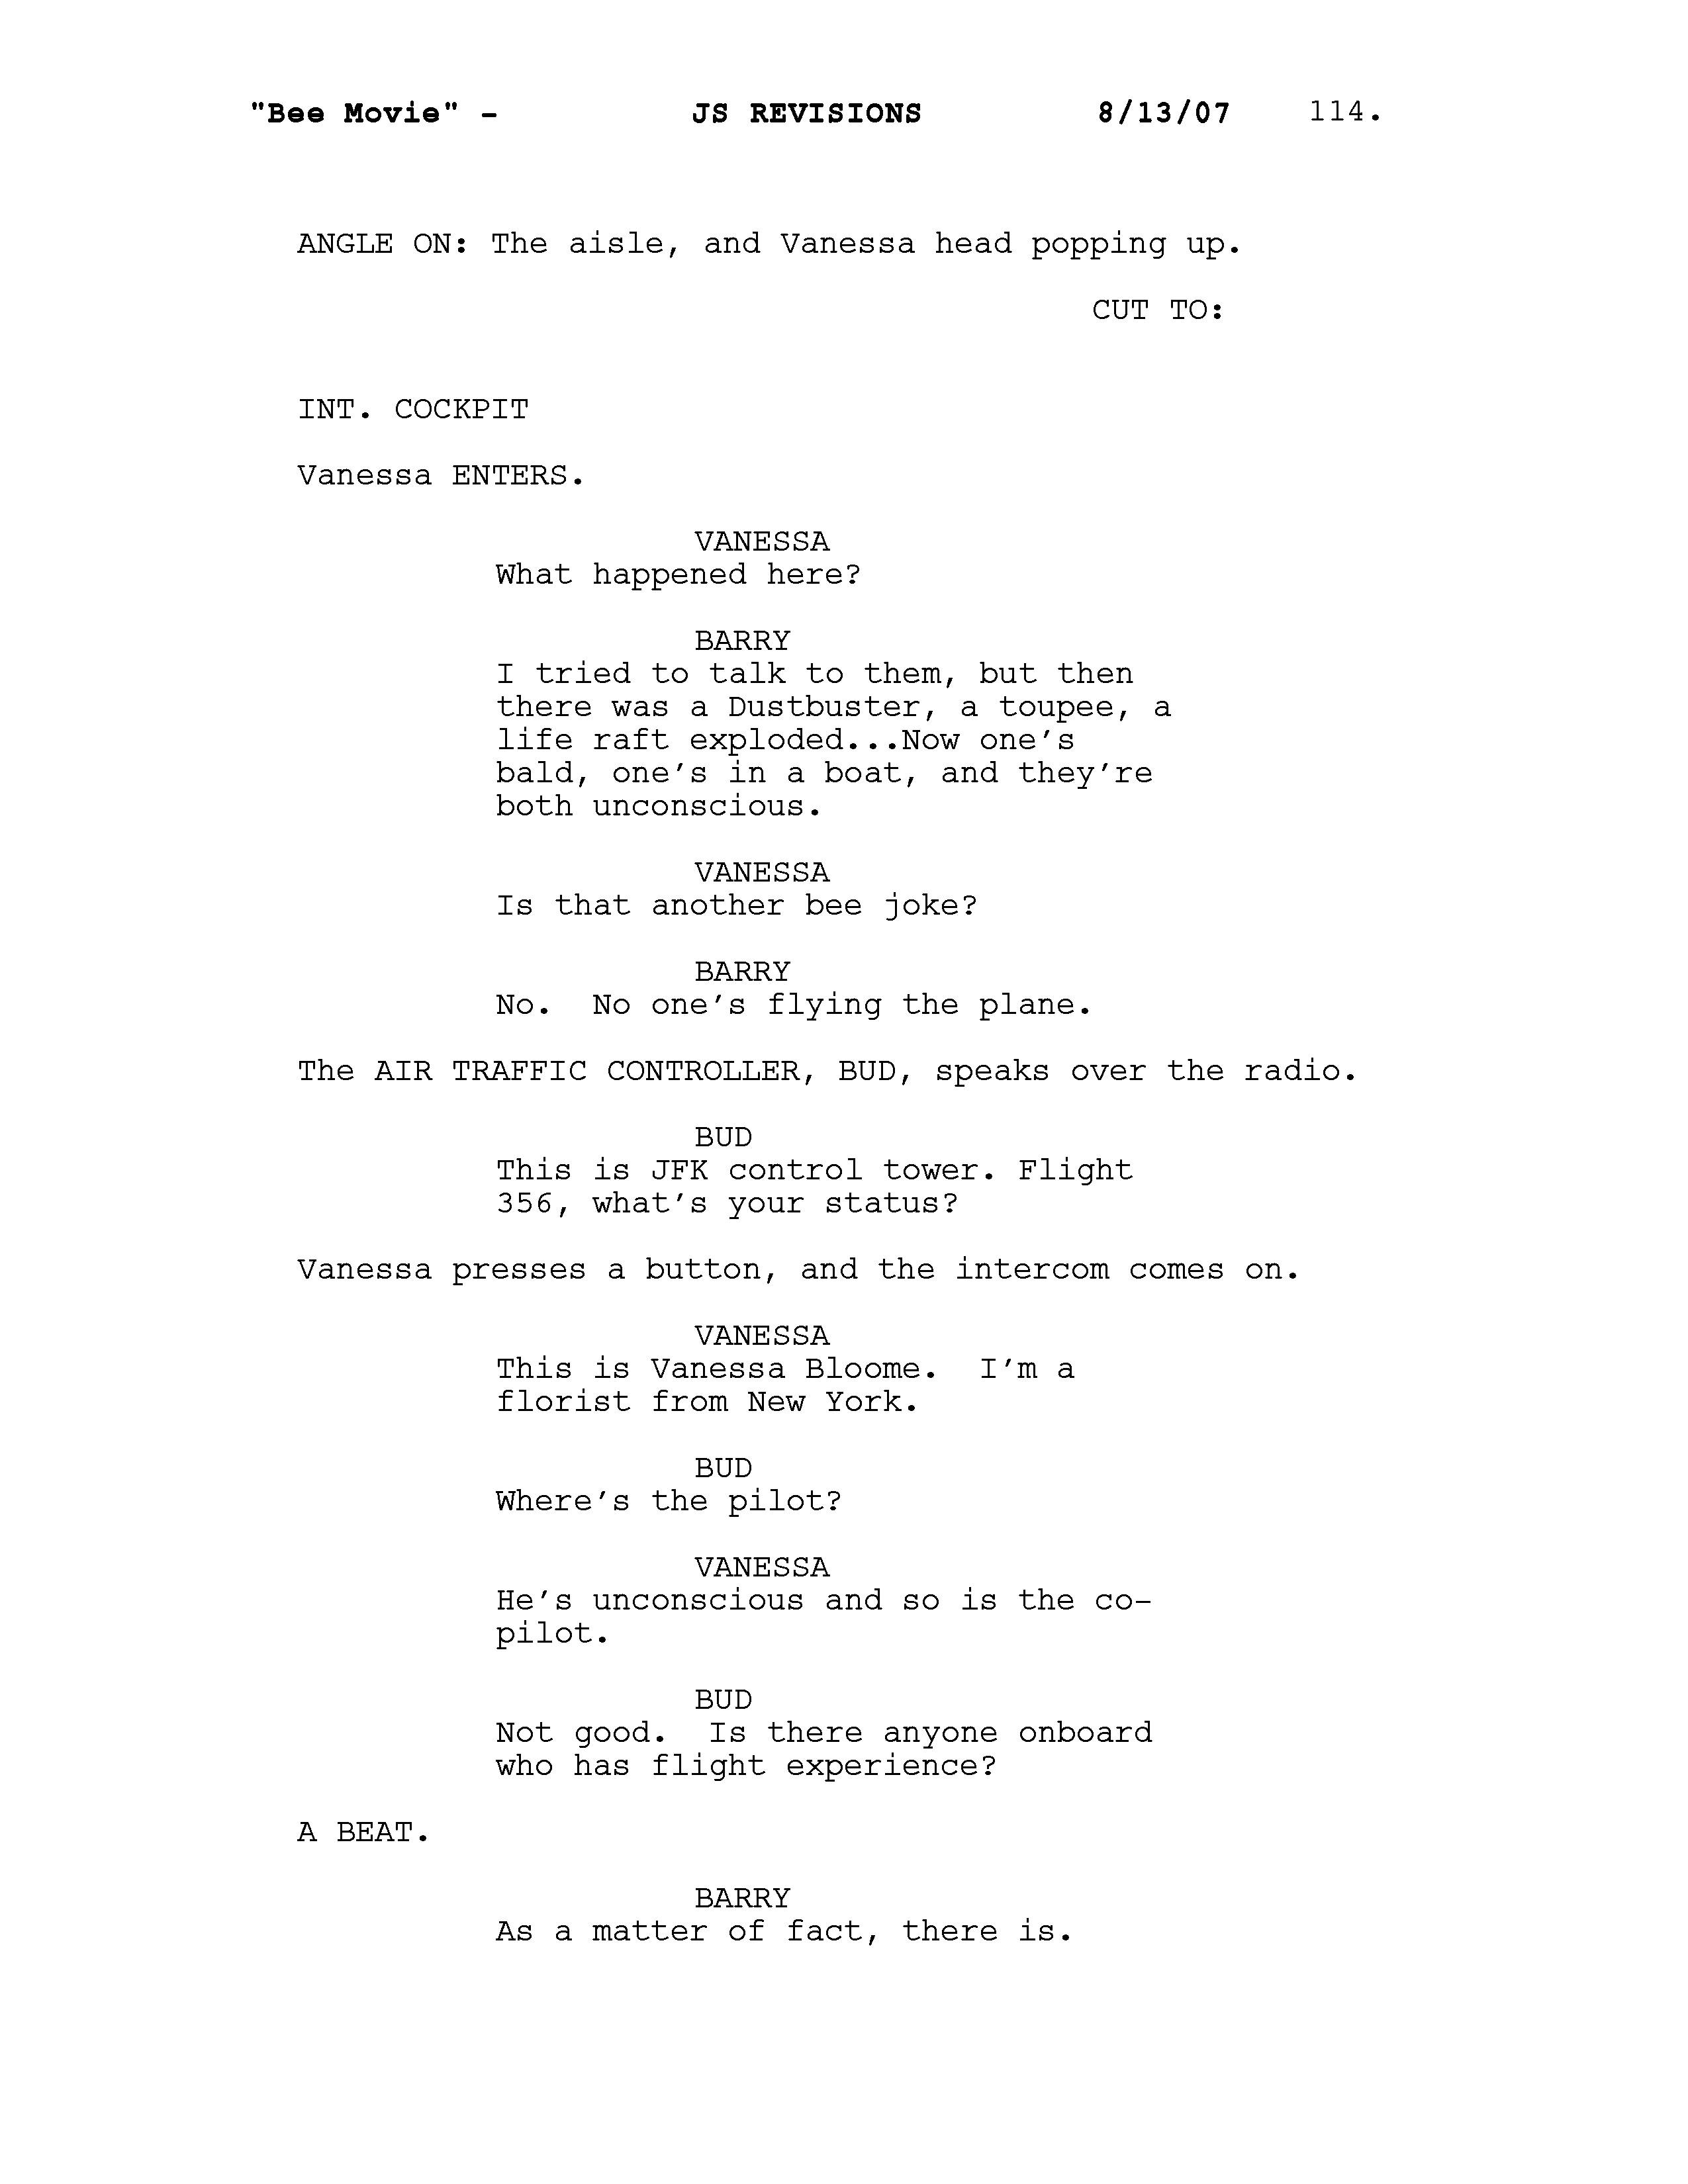 "Bee Movie" - JS REVISIONS 8/13/07 114.
ANGLE ON: The aisle, and Vanessa head popping up.
CUT TO:
INT. COCKPIT
Vanessa ENTERS.
VANESSA
What happened here?
BARRY
I tried to talk to them, but then
there was a Dustbuster, a toupee, a
life raft exploded...Now one's
bald, one's in a boat, and they're
both unconscious.
VANESSA
Is that another bee joke?
BARRY
No.  No one's flying the plane.
The AIR TRAFFIC CONTROLLER, BUD, speaks over the radio.
BUD
This is JFK control tower. Flight
356, what's your status?
Vanessa presses a button, and the intercom comes on.
VANESSA
This is Vanessa Bloome.  I'm a
florist from New York.
BUD
Where's the pilot?
VANESSA
He's unconscious and so is the co-
pilot.
BUD
Not good.  Is there anyone onboard
who has flight experience?
A BEAT.
BARRY
As a matter of fact, there is.